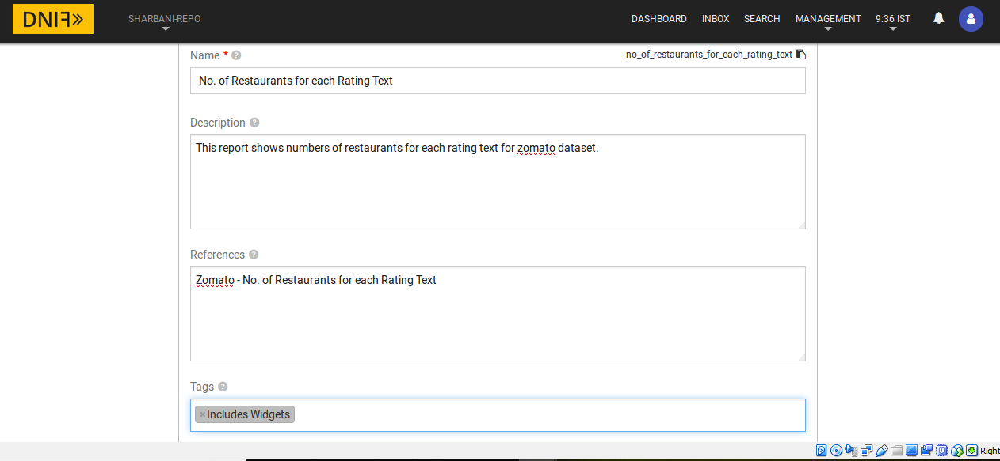 DNIF»
SHARBANI-REPO
DASHBOARD INBOX SEARCH MANAGEMENT 9:36 IST
Name * ?
no_of_restaurants_for_each_rating_text
No. of Restaurants for each Rating Text
Description ?
This report shows numbers of restaurants for each rating text for zomato dataset.
References ?
Zomato - No. of Restaurants for each Rating Text
Tags ?
×Includes Widgets
Right